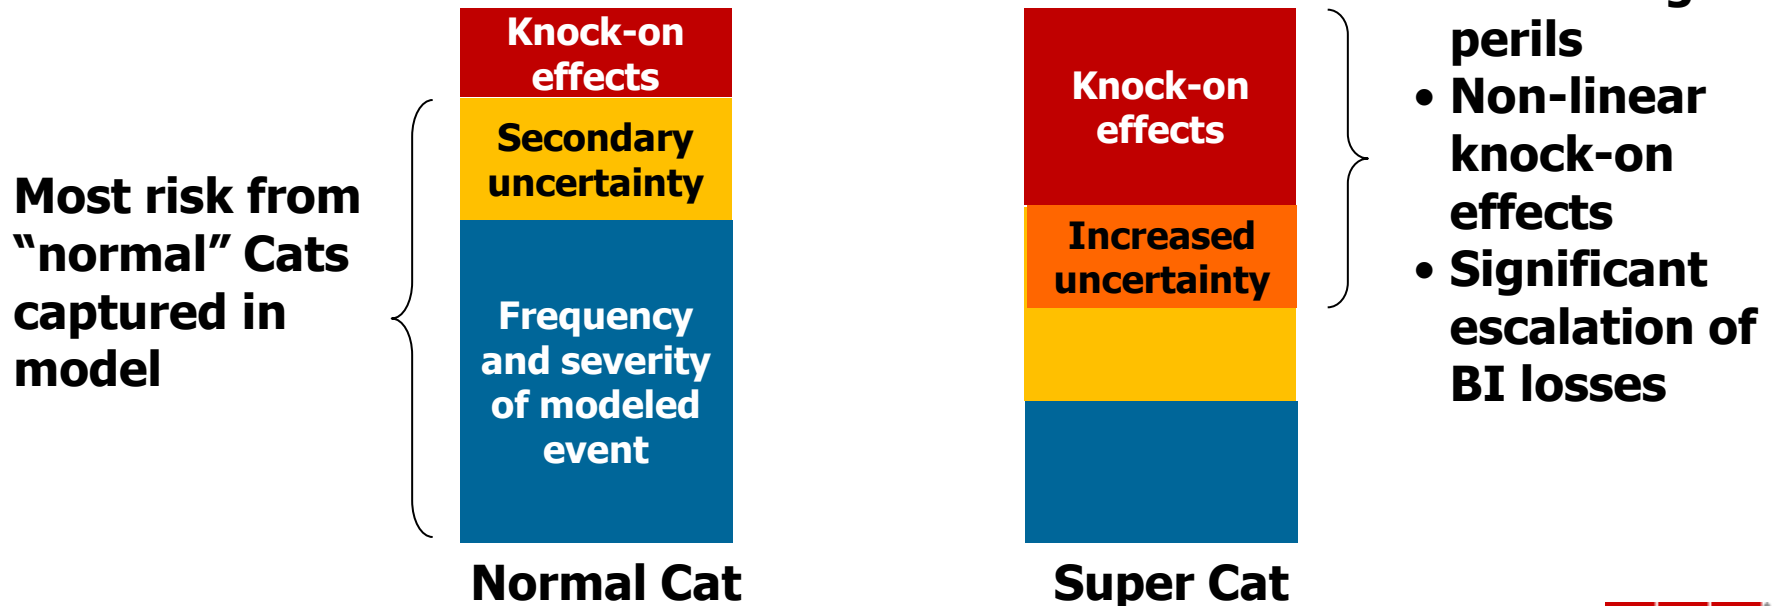 Most risk from
“normal” Cats
captured in
model
Knock-on
effects
Secondary
uncertainty
Frequency
and severity
of modeled
event
Normal Cat
Knock-on
effects
Increased
uncertainty
Super Cat
perils
• Non-linear
knock-on
effects
• Significant
escalation of
BI losses